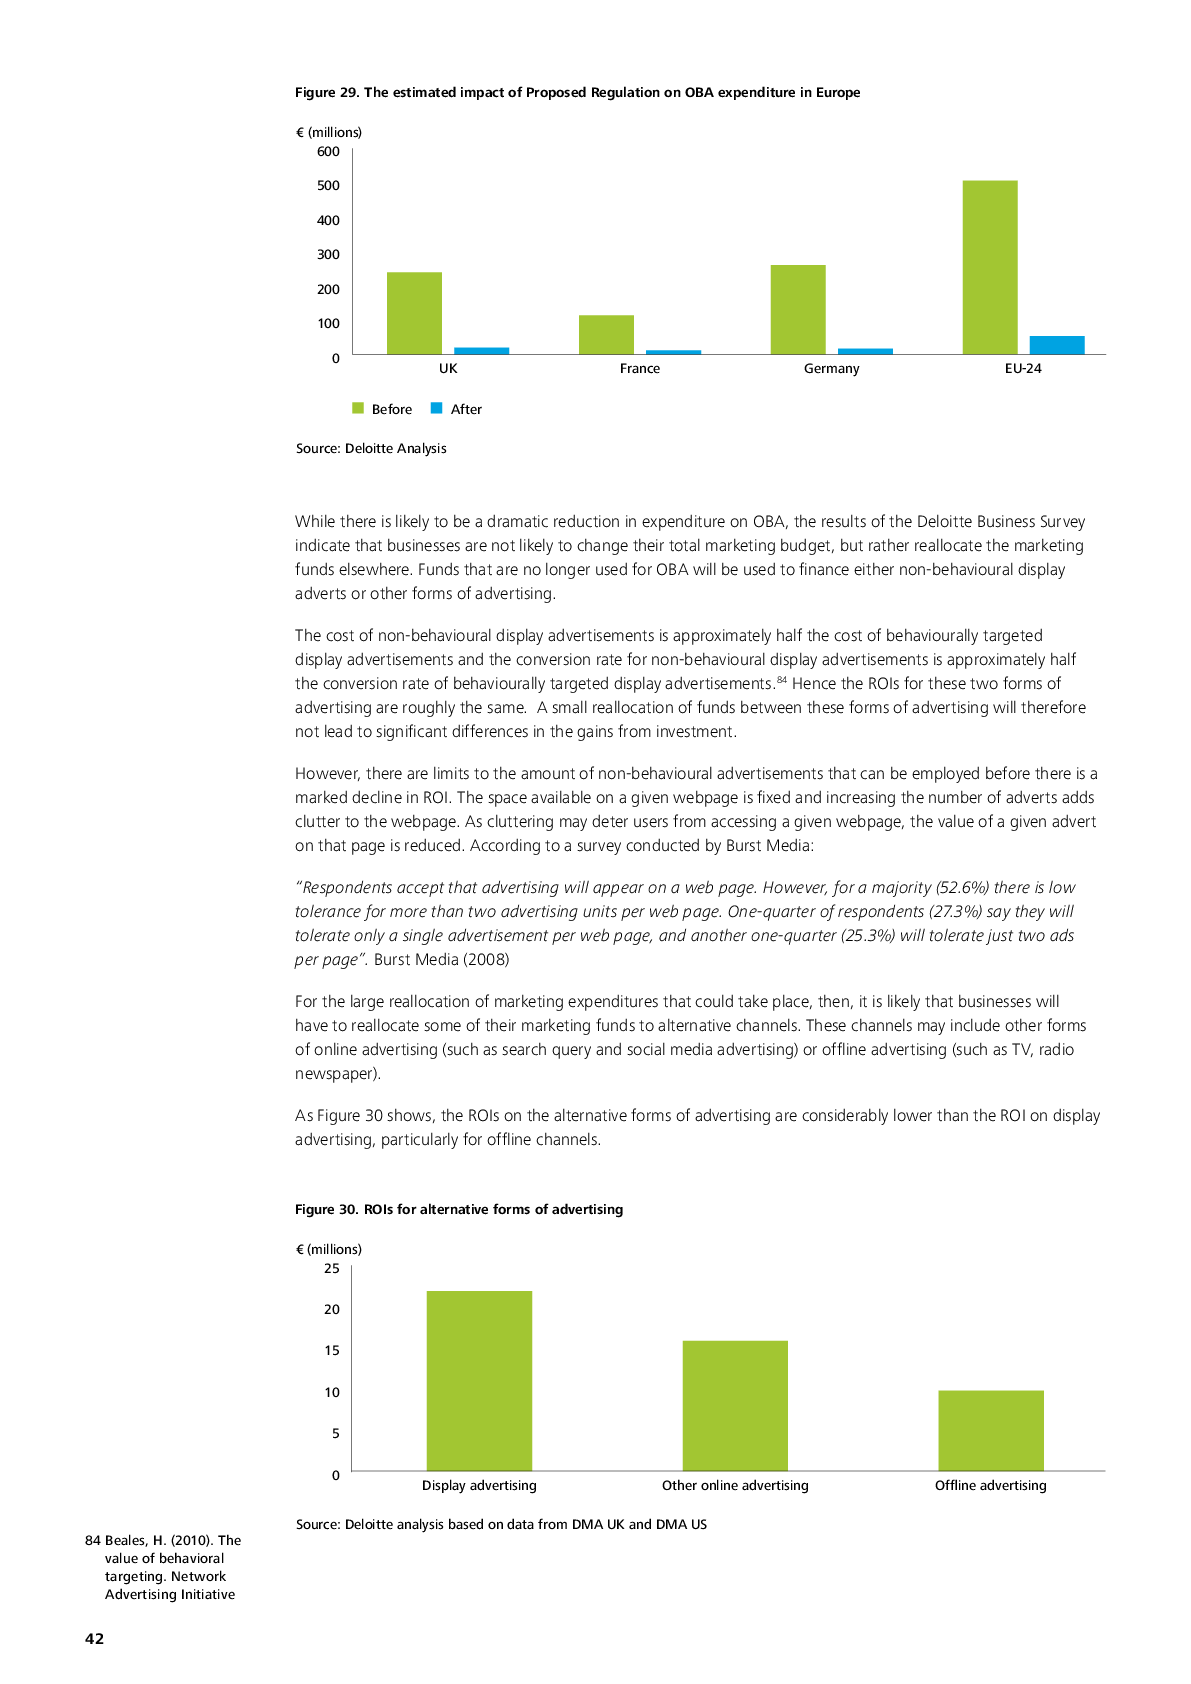 Figure 29. The estimated impact of Proposed Regulation on OBA expenditure in Europe
€ (millions)
600
500
400
300
200
100
0
UK
France
Germany
EU-24
Before
After
Source: Deloitte Analysis
While there is likely to be a dramatic reduction in expenditure on OBA, the results of the Deloitte Business Survey
indicate that businesses are not likely to change their total marketing budget, but rather reallocate the marketing
funds elsewhere. Funds that are no longer used for OBA will be used to finance either non-behavioural display
adverts or other forms of advertising.
The cost of non-behavioural display advertisements is approximately half the cost of behaviourally targeted
display advertisements and the conversion rate for non-behavioural display advertisements is approximately half
the conversion rate of behaviourally targeted display advertisements.84 Hence the ROIs for these two forms of
advertising are roughly the same. A small reallocation of funds between these forms of advertising will therefore
not lead to significant differences in the gains from investment.
However, there are limits to the amount of non-behavioural advertisements that can be employed before there is a
marked decline in ROI. The space available on a given webpage is fixed and increasing the number of adverts adds
clutter to the webpage. As cluttering may deter users from accessing a given webpage, the value of a given advert
on that page is reduced. According to a survey conducted by Burst Media:
“Respondents accept that advertising will appear on a web page. However, for a majority (52.6%) there is low
tolerance for more than two advertising units per web page. One-quarter of respondents (27.3%) say they will
tolerate only a single advertisement per web page, and another one-quarter (25.3%) will tolerate just two ads
per page”. Burst Media (2008)
For the large reallocation of marketing expenditures that could take place, then, it is likely that businesses will
have to reallocate some of their marketing funds to alternative channels. These channels may include other forms
of online advertising (such as search query and social media advertising) or offline advertising (such as TV, radio
newspaper).
As Figure 30 shows, the ROIs on the alternative forms of advertising are considerably lower than the ROI on display
advertising, particularly for offline channels.
Figure 30. ROIs for alternative forms of advertising
€ (millions)
25
20
15
10
5
0
Display advertising
Other online advertising
Offline advertising
Source: Deloitte analysis based on data from DMA UK and DMA US
84 Beales, H. (2010). The
value of behavioral
targeting. Network
Advertising Initiative
42